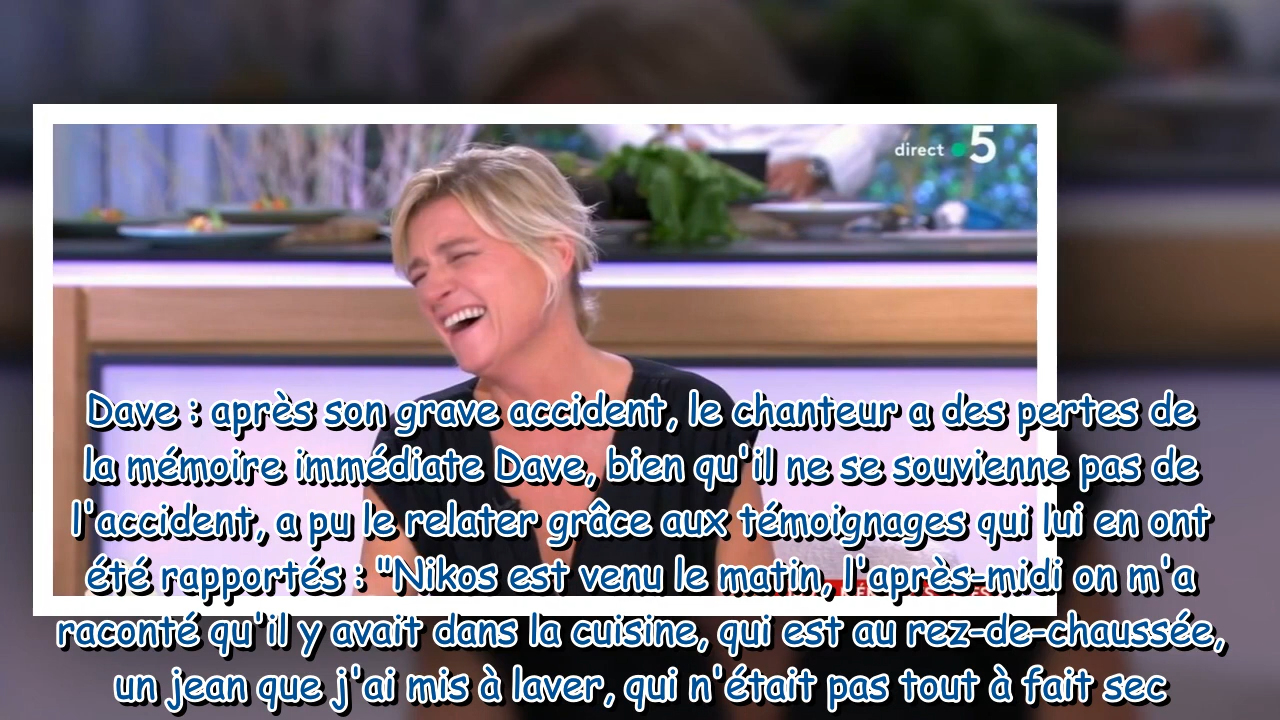 direct 5
Dave : après son grave accident, le chanteur a des pertes de
la mémoire immédiate Dave, bien qu'il ne se souvienne pas de
l'accident, a pu le relater grâce aux témoignages qui lui en ont
été rapportés : "Nikos est venu le matin, l'après-midi on m'a
raconté qu'il y avait dans la cuisine, qui est au rez-de-chaussée,
un jean que j'ai mis à laver, qui n'était pas tout à fait sec